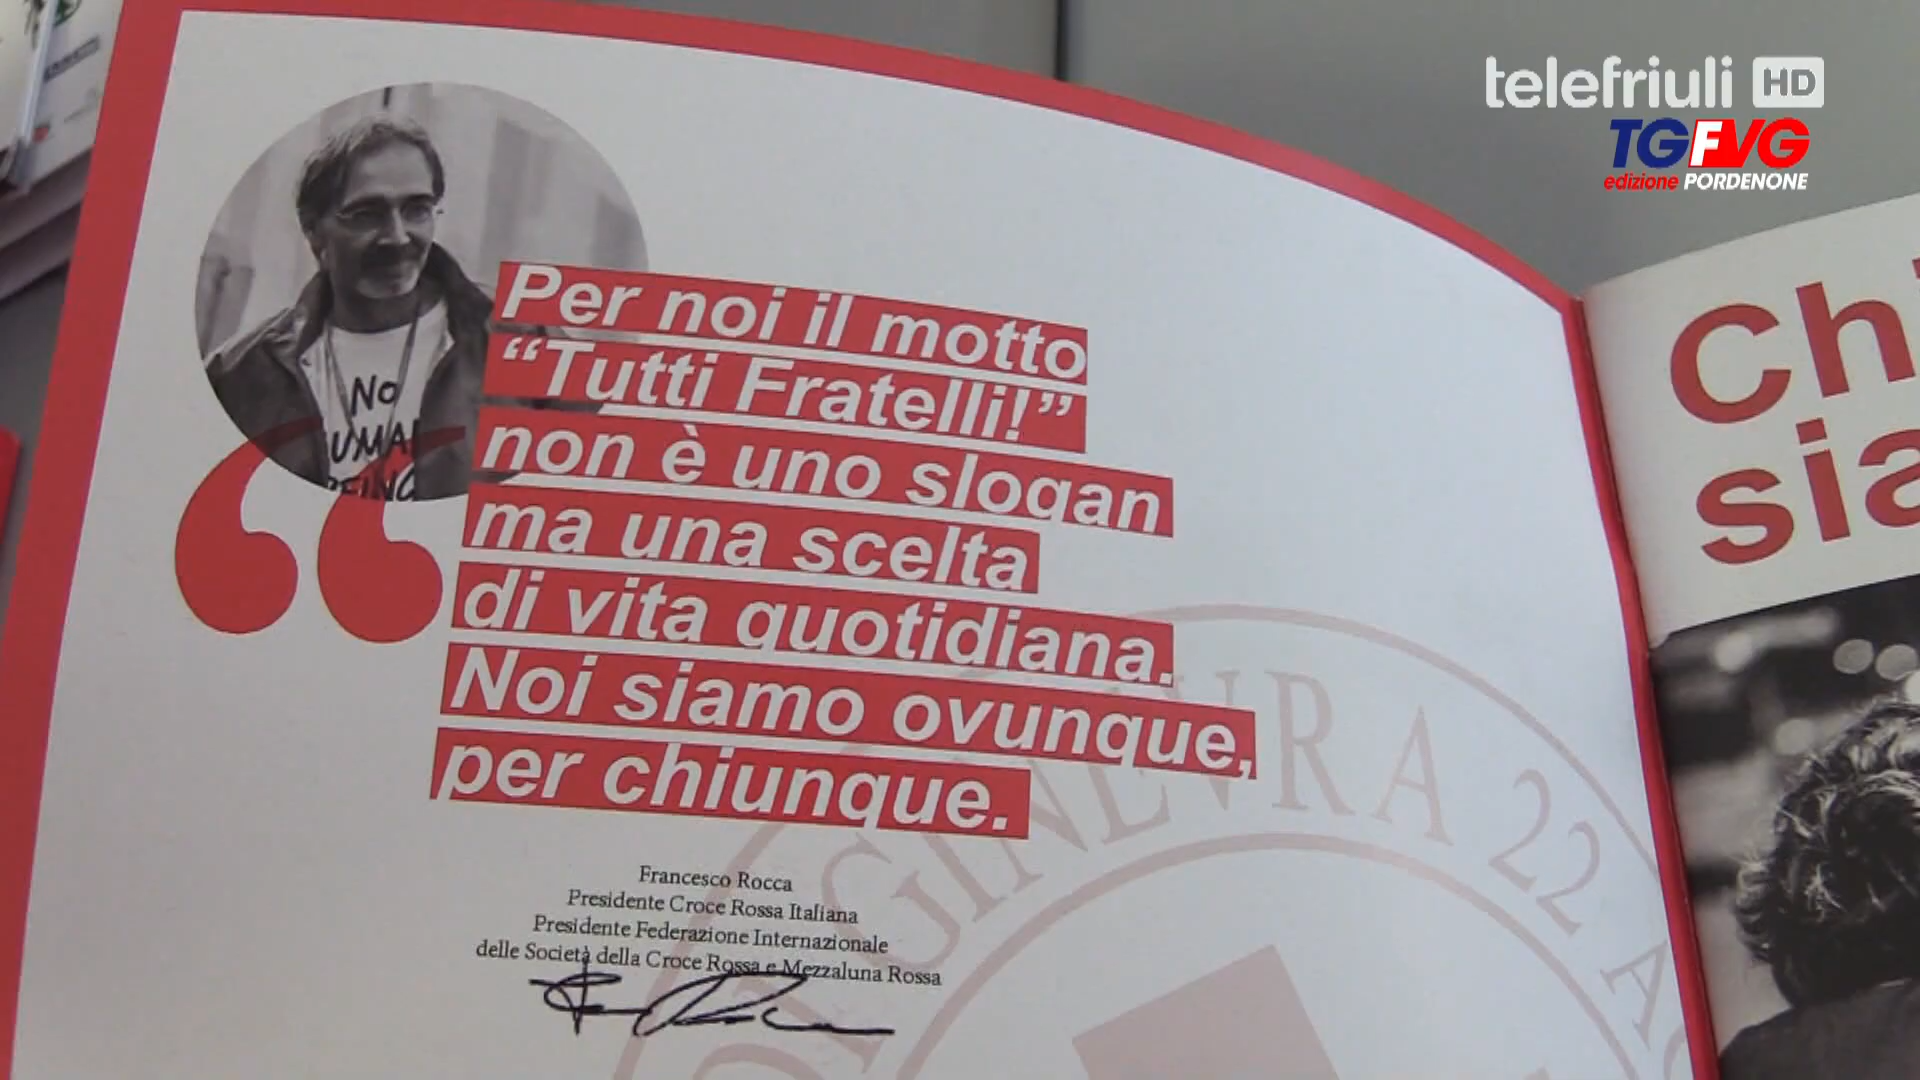 telefriuli HD
TGFVG
edizione PORDENONE
NO
Per noi il motto
“Tutti Fratelli!”
non è uno slogan
ma una scelta
di vita quotidiana.
Noi siamo ovunque,
per chiunque.
Francesco Rocca
Presidente Croce Rossa Italiana
Presidente Federazione Internazionale
delle Società della Croce Rossa e Mezzaluna Rossa
GINEVRA 22